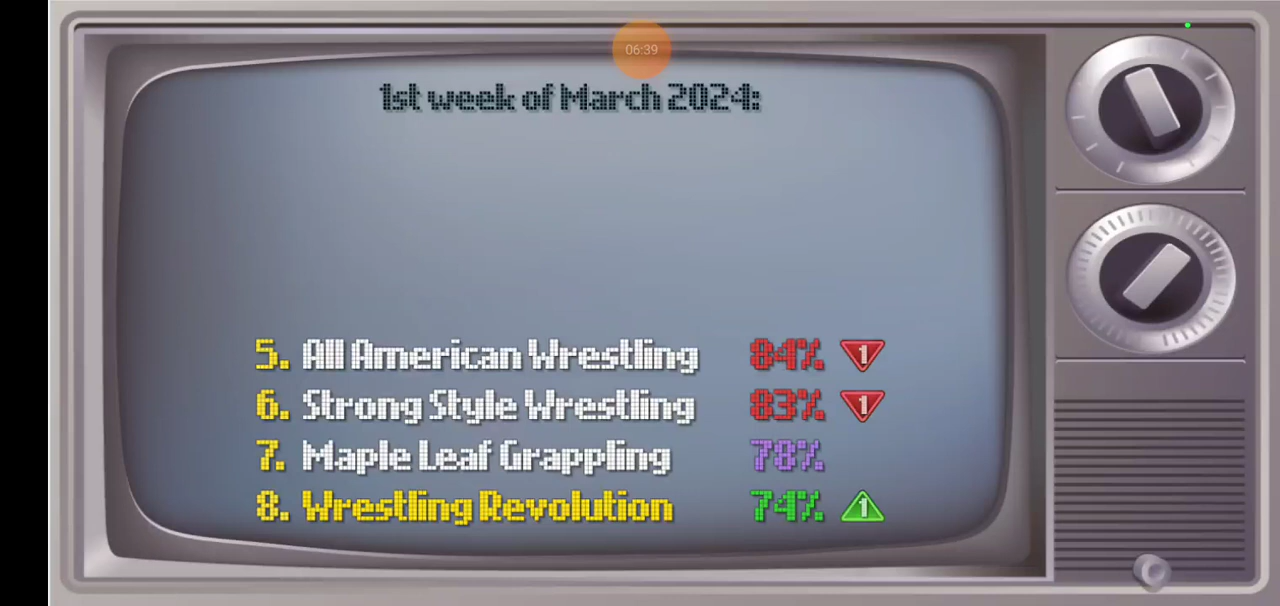 06:39
1st week of March 2024:
5. All American Wrestling 84% 1
6. Strong Style Wrestling 83% 1
7. Maple Leaf Grappling 78%
8. Wrestling Revolution 74% 1